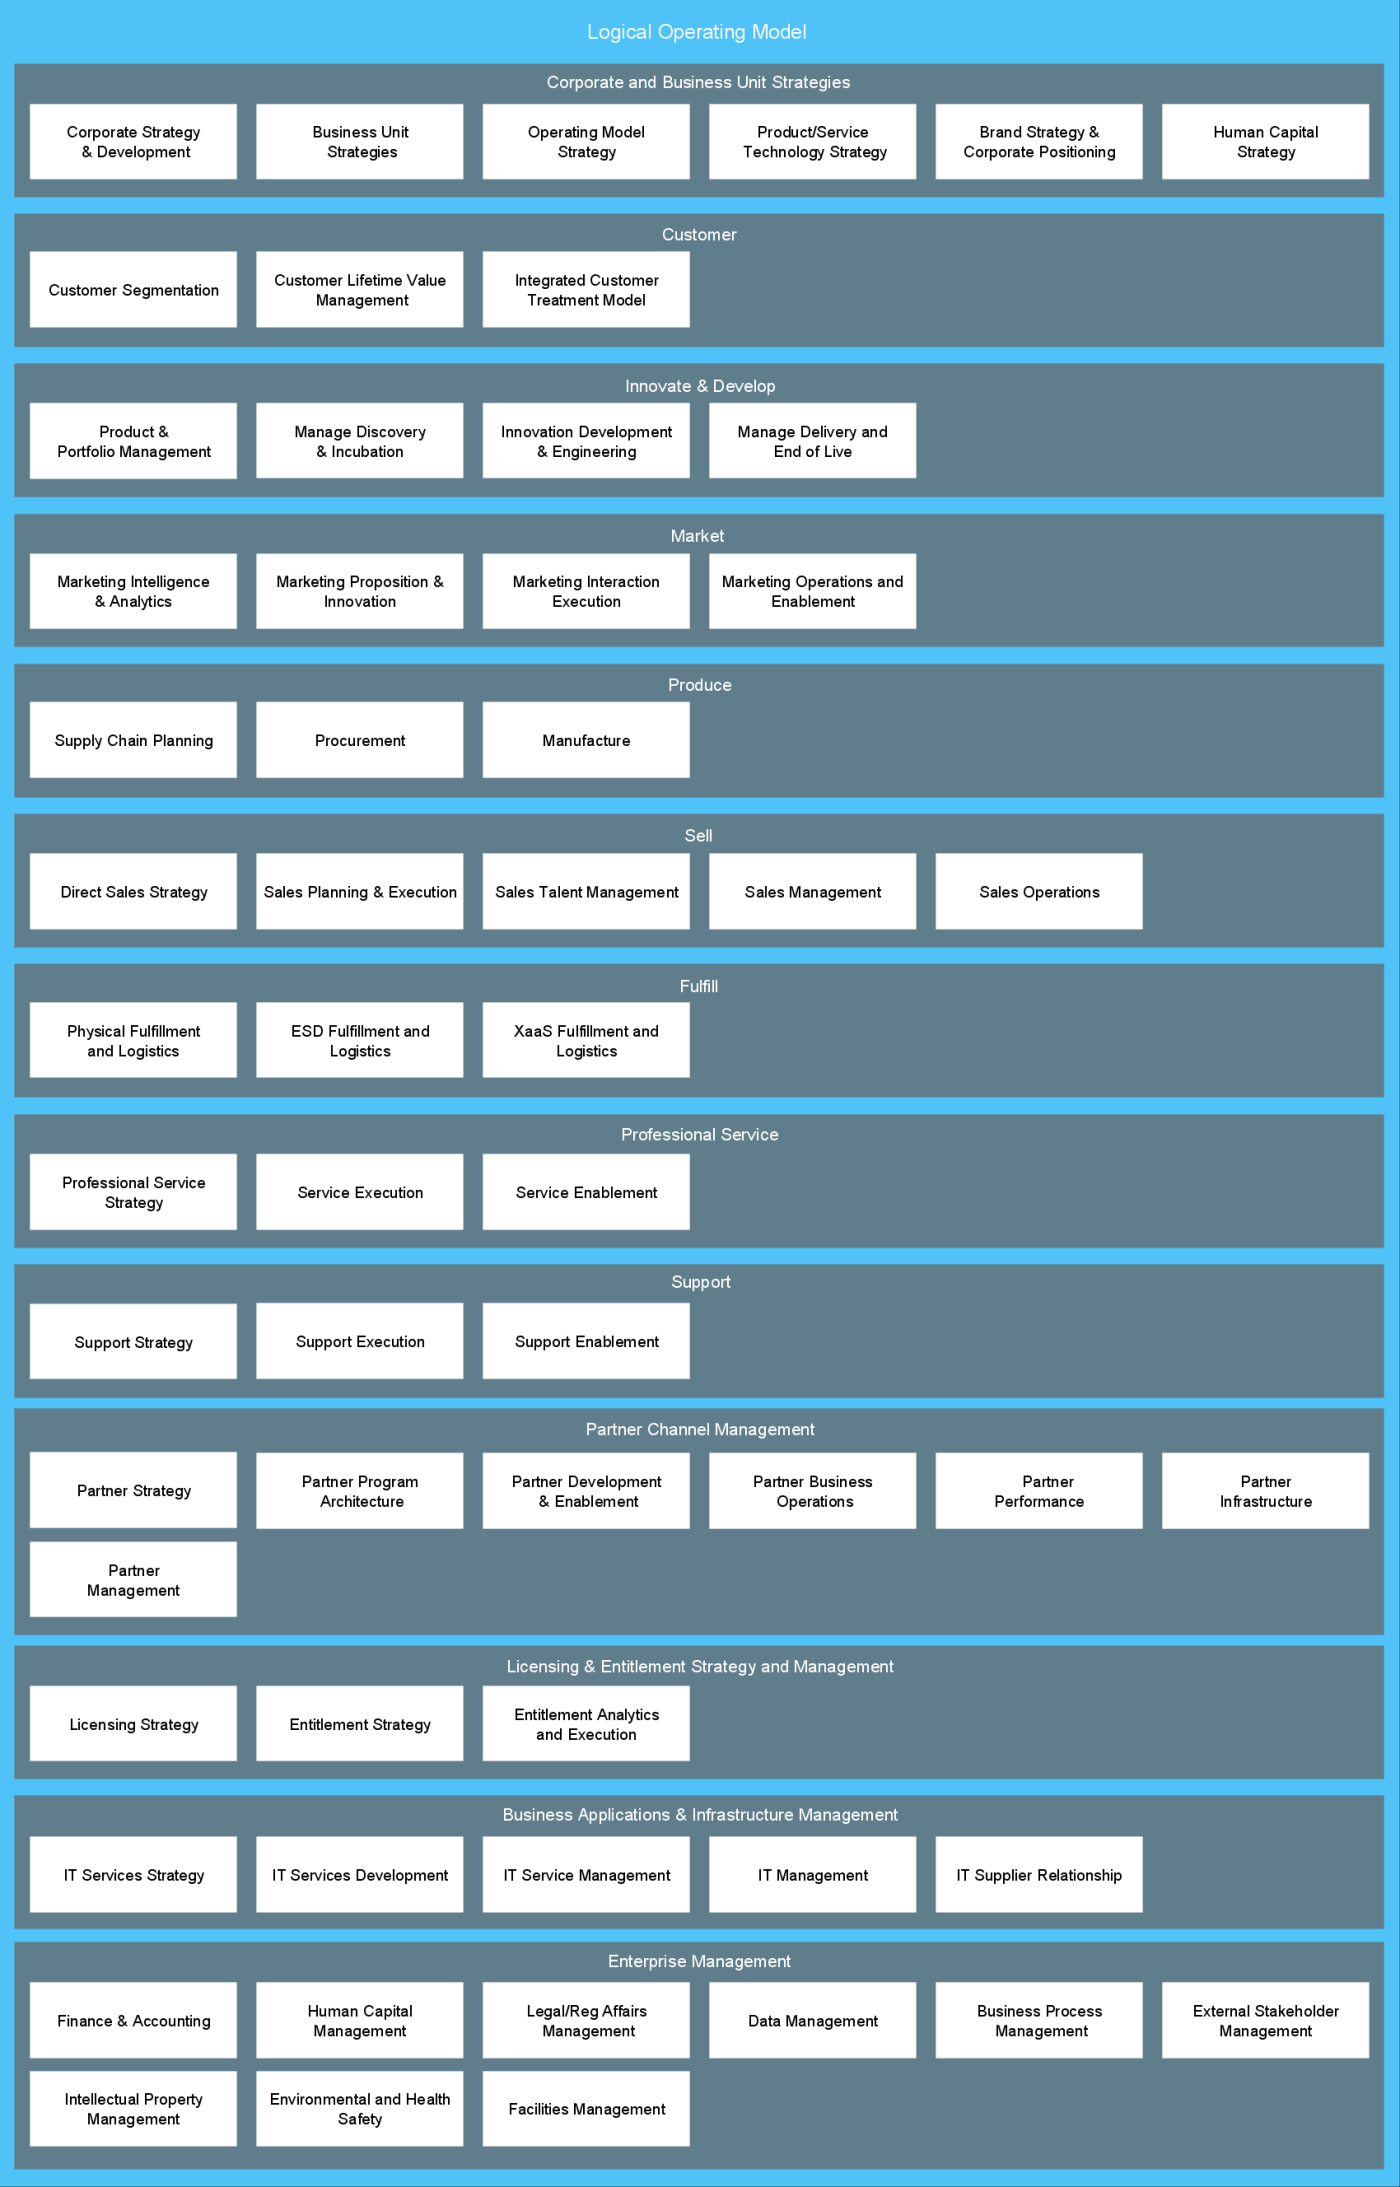 Logical Operating Model
Corporate and Business Unit Strategies
Corporate Strategy
& Development
Business Unit
Strategies
Operating Model
Strategy
Product/Service
Technology Strategy
Brand Strategy &
Corporate Positioning
Human Capital
Strategy
Customer
Customer Segmentation
Customer Lifetime Value
Management
Integrated Customer
Treatment Model
Innovate & Develop
Product &
Portfolio Management
Manage Discovery
& Incubation
Innovation Development
& Engineering
Manage Delivery and
End of Live
Market
Marketing Intelligence
& Analytics
Marketing Proposition &
Innovation
Marketing Interaction
Execution
Marketing Operations and
Enablement
Produce
Supply Chain Planning
Procurement
Manufacture
Sell
Direct Sales Strategy
Sales Planning & Execution
Sales Talent Management
Sales Management
Sales Operations
Fulfill
Physical Fulfillment
and Logistics
ESD Fulfillment and
Logistics
XaaS Fulfillment and
Logistics
Professional Service
Professional Service
Strategy
Service Execution
Service Enablement
Support
Support Strategy
Support Execution
Support Enablement
Partner Channel Management
Partner Strategy
Partner Program
Architecture
Partner Development
& Enablement
Partner Business
Operations
Partner
Performance
Partner
Infrastructure
Partner
Management
Licensing & Entitlement Strategy and Management
Licensing Strategy
Entitlement Strategy
Entitlement Analytics
and Execution
Business Applications & Infrastructure Management
IT Services Strategy
IT Services Development
IT Service Management
IT Management
IT Supplier Relationship
Enterprise Management
Finance & Accounting
Human Capital
Management
Legal/Reg Affairs
Management
Data Management
Business Process
Management
External Stakeholder
Management
Intellectual Property
Management
Environmental and Health
Safety
Facilities Management